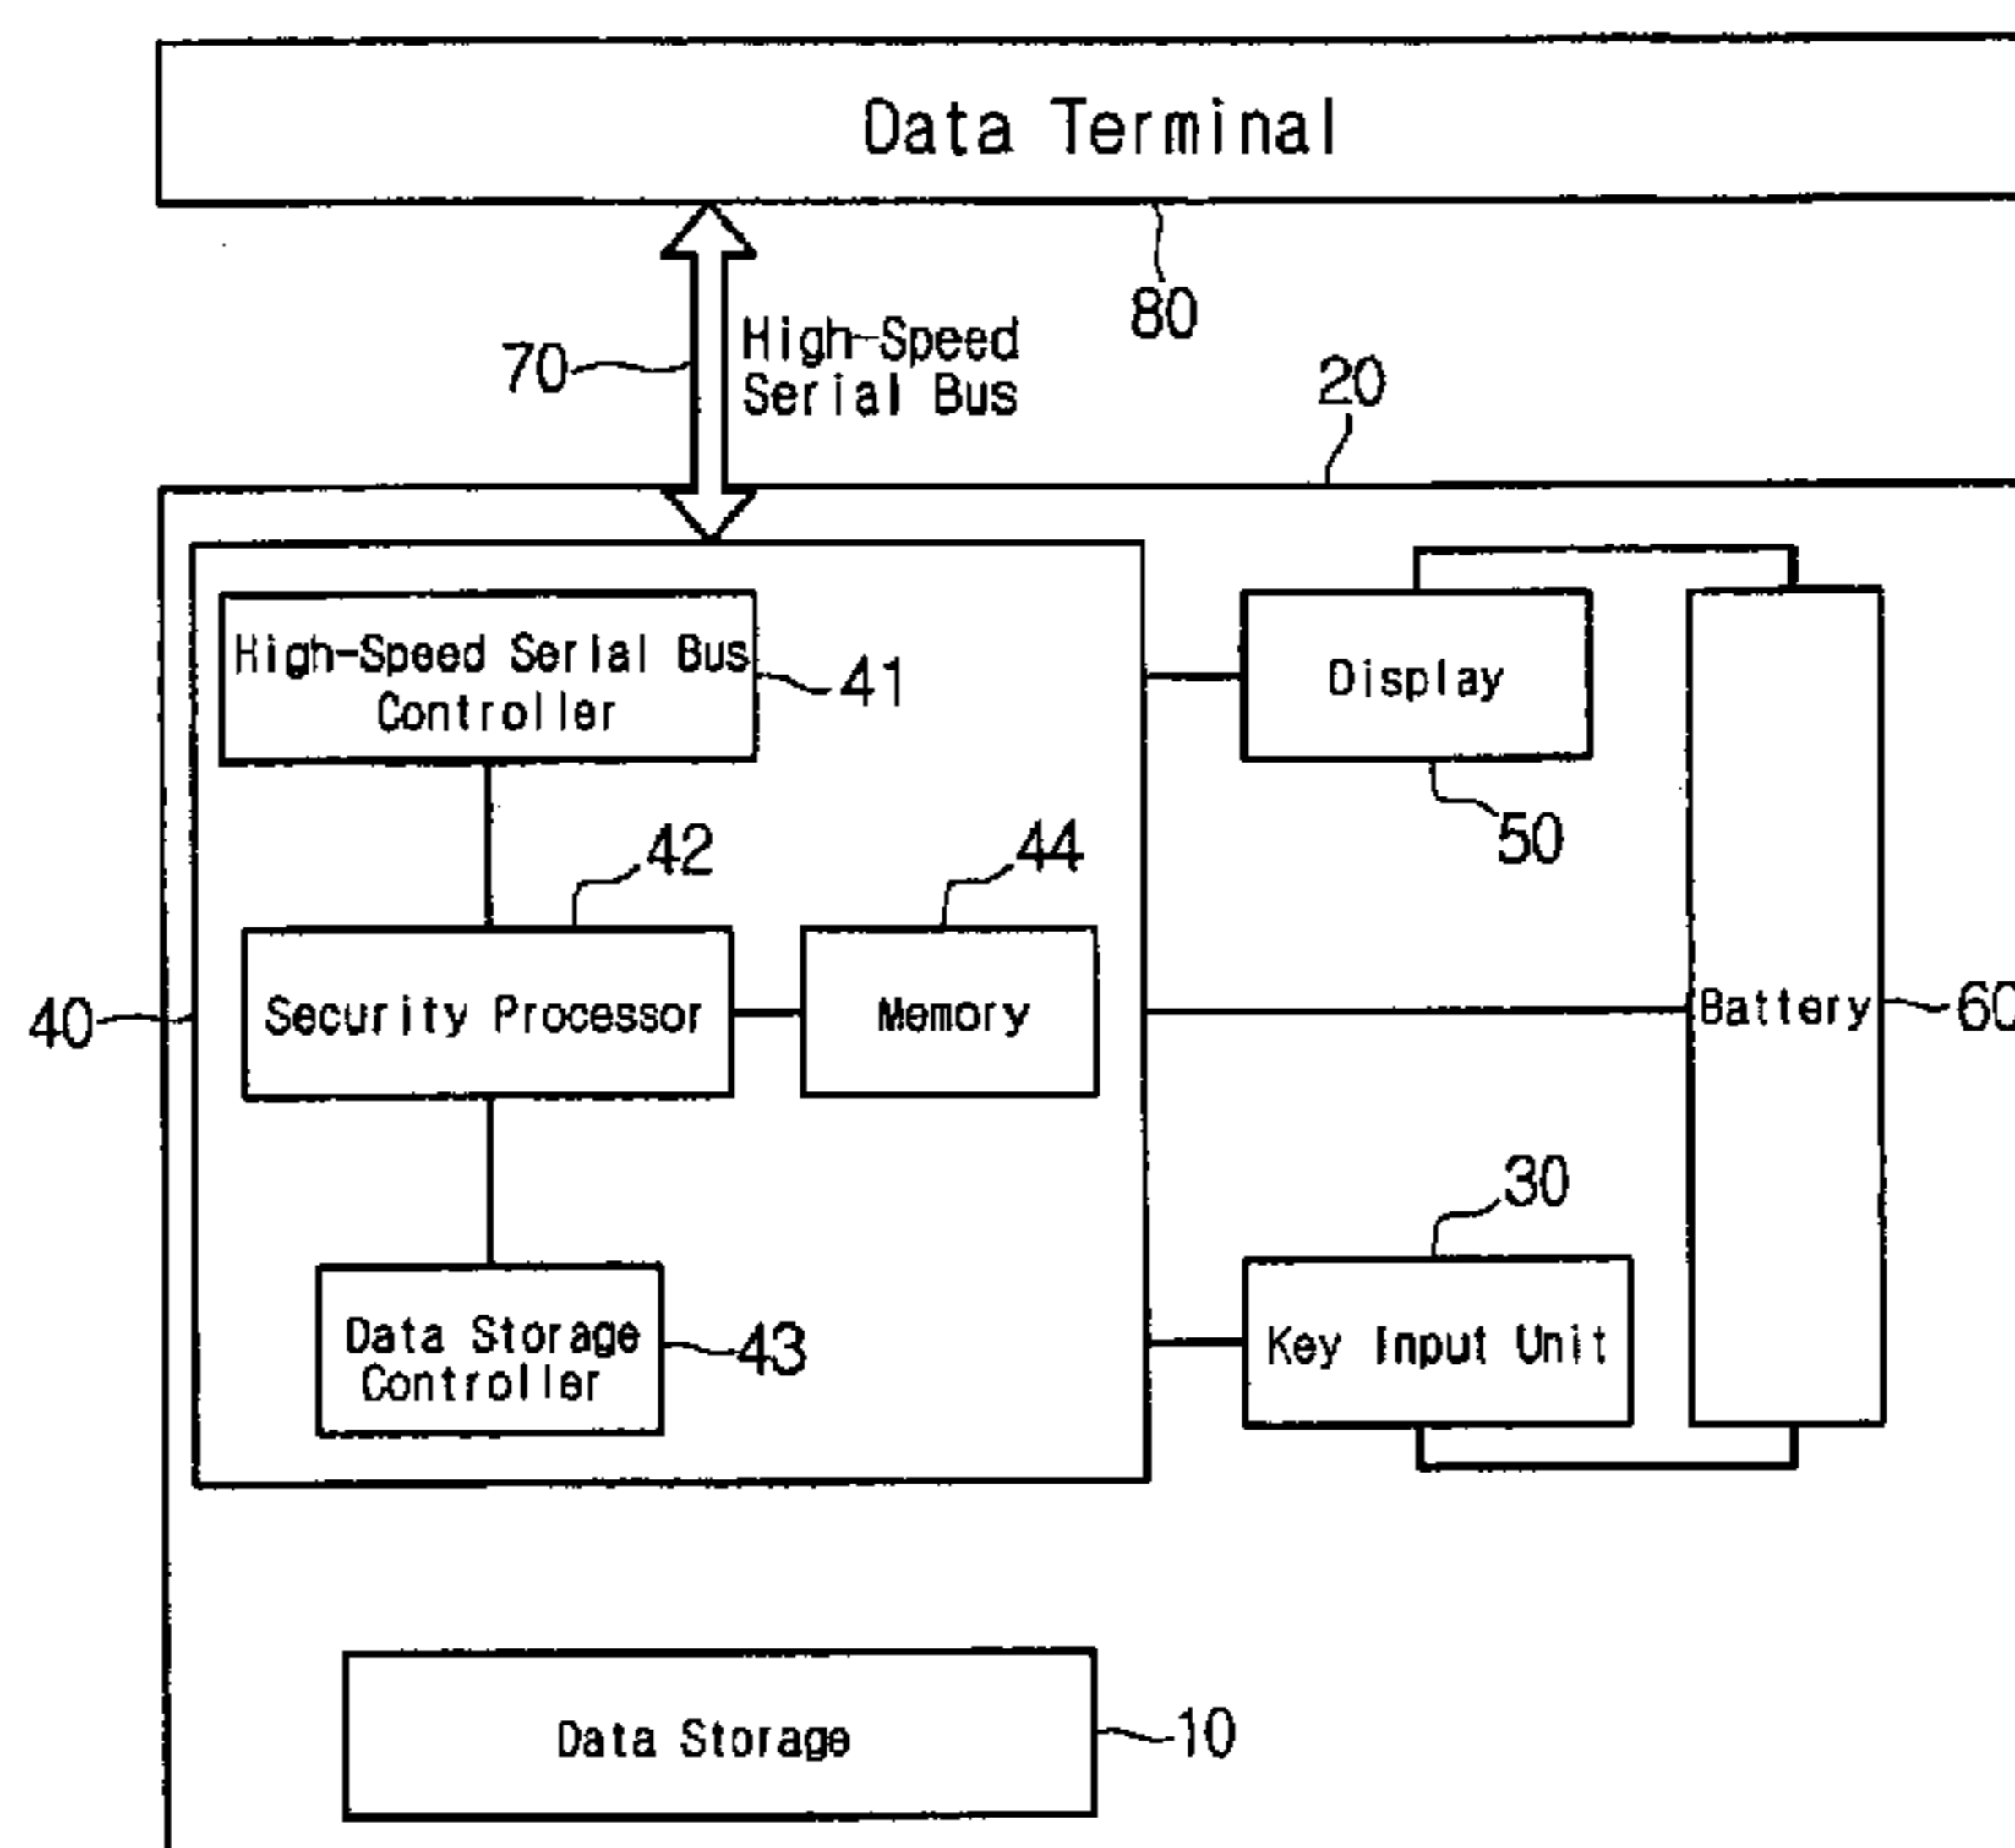 Data Terminal
80
70
High-Speed
Serial Bus
20
High-Speed Serial Bus
Controller
41
Display
50
42
44
Security Processor
Memory
40
Battery
60
30
Data Storage
Controller
43
Key Input Unit
Data Storage
10